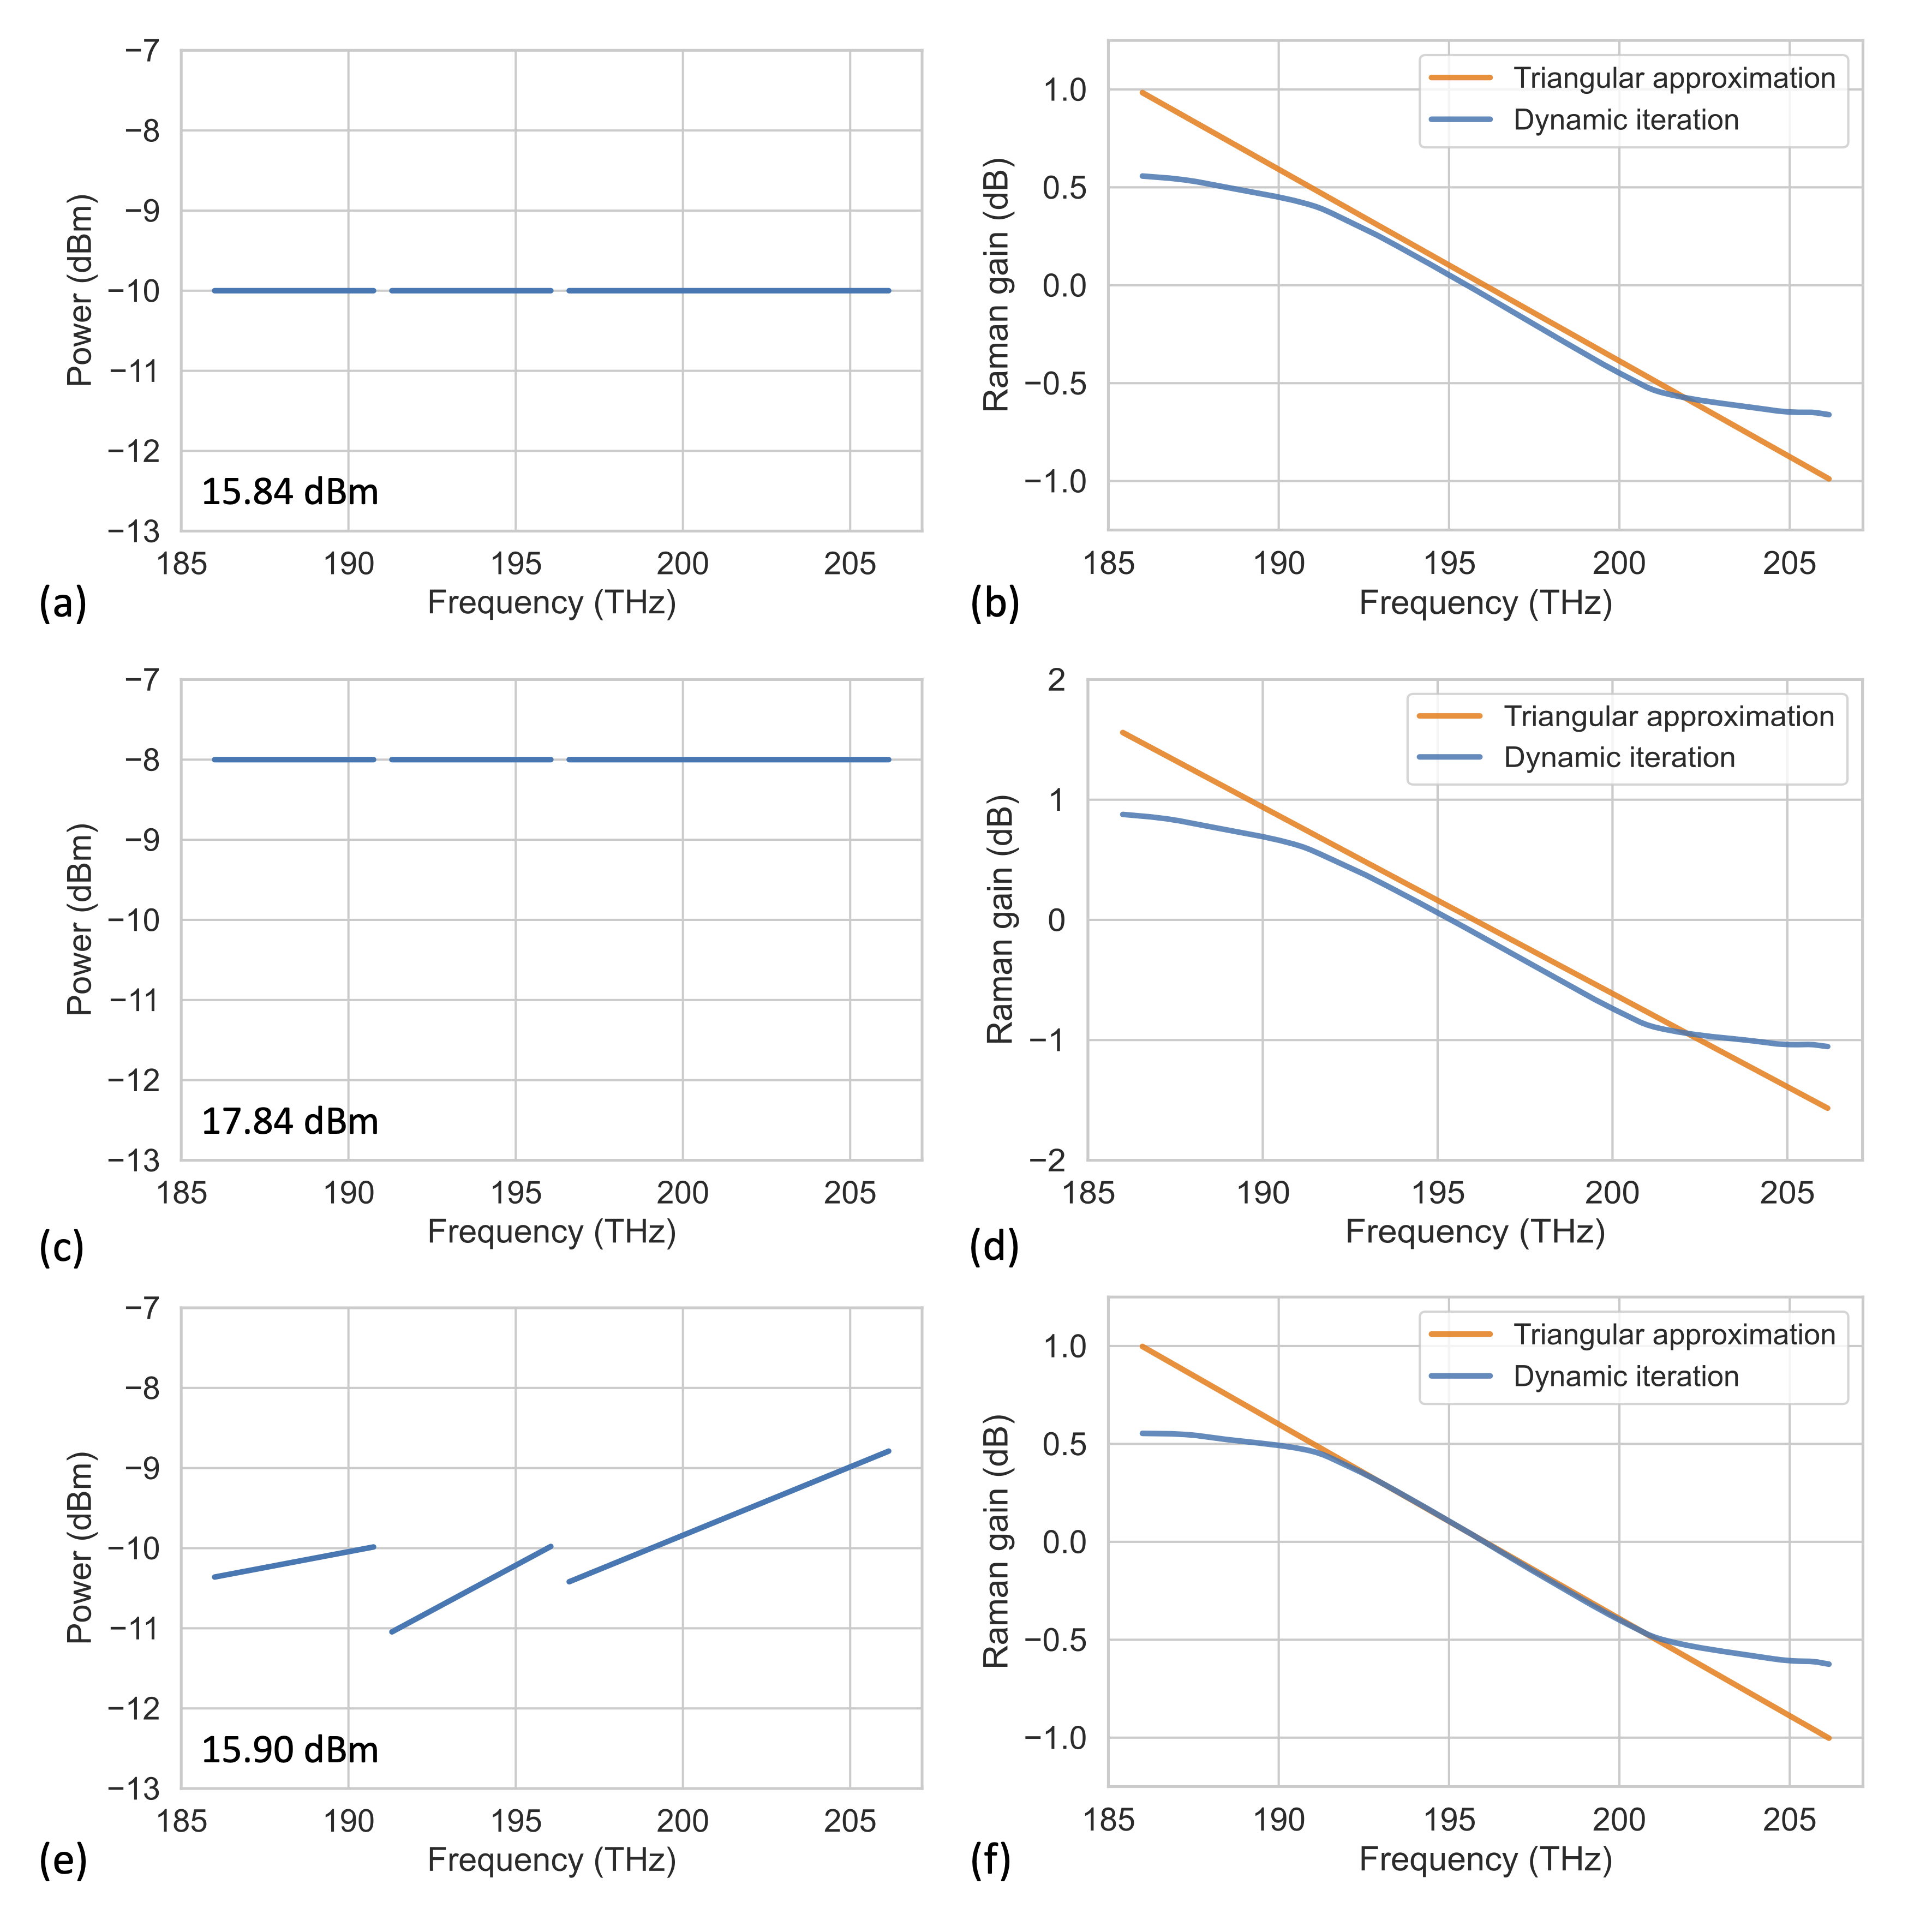 −7
−8
−9
−10
−11
−12
−13
Power (dBm)
15.84 dBm
185 190 195 200 205
Frequency (THz)
(a)
1.0
0.5
0.0
−0.5
−1.0
Raman gain (dB)
Triangular approximation
Dynamic iteration
185 190 195 200 205
Frequency (THz)
(b)
−7
−8
−9
−10
−11
−12
−13
Power (dBm)
17.84 dBm
185 190 195 200 205
Frequency (THz)
(c)
2
1
0
−1
−2
Raman gain (dB)
Triangular approximation
Dynamic iteration
185 190 195 200 205
Frequency (THz)
(d)
−7
−8
−9
−10
−11
−12
−13
Power (dBm)
15.90 dBm
185 190 195 200 205
Frequency (THz)
(e)
1.0
0.5
0.0
−0.5
−1.0
Raman gain (dB)
Triangular approximation
Dynamic iteration
185 190 195 200 205
Frequency (THz)
(f)